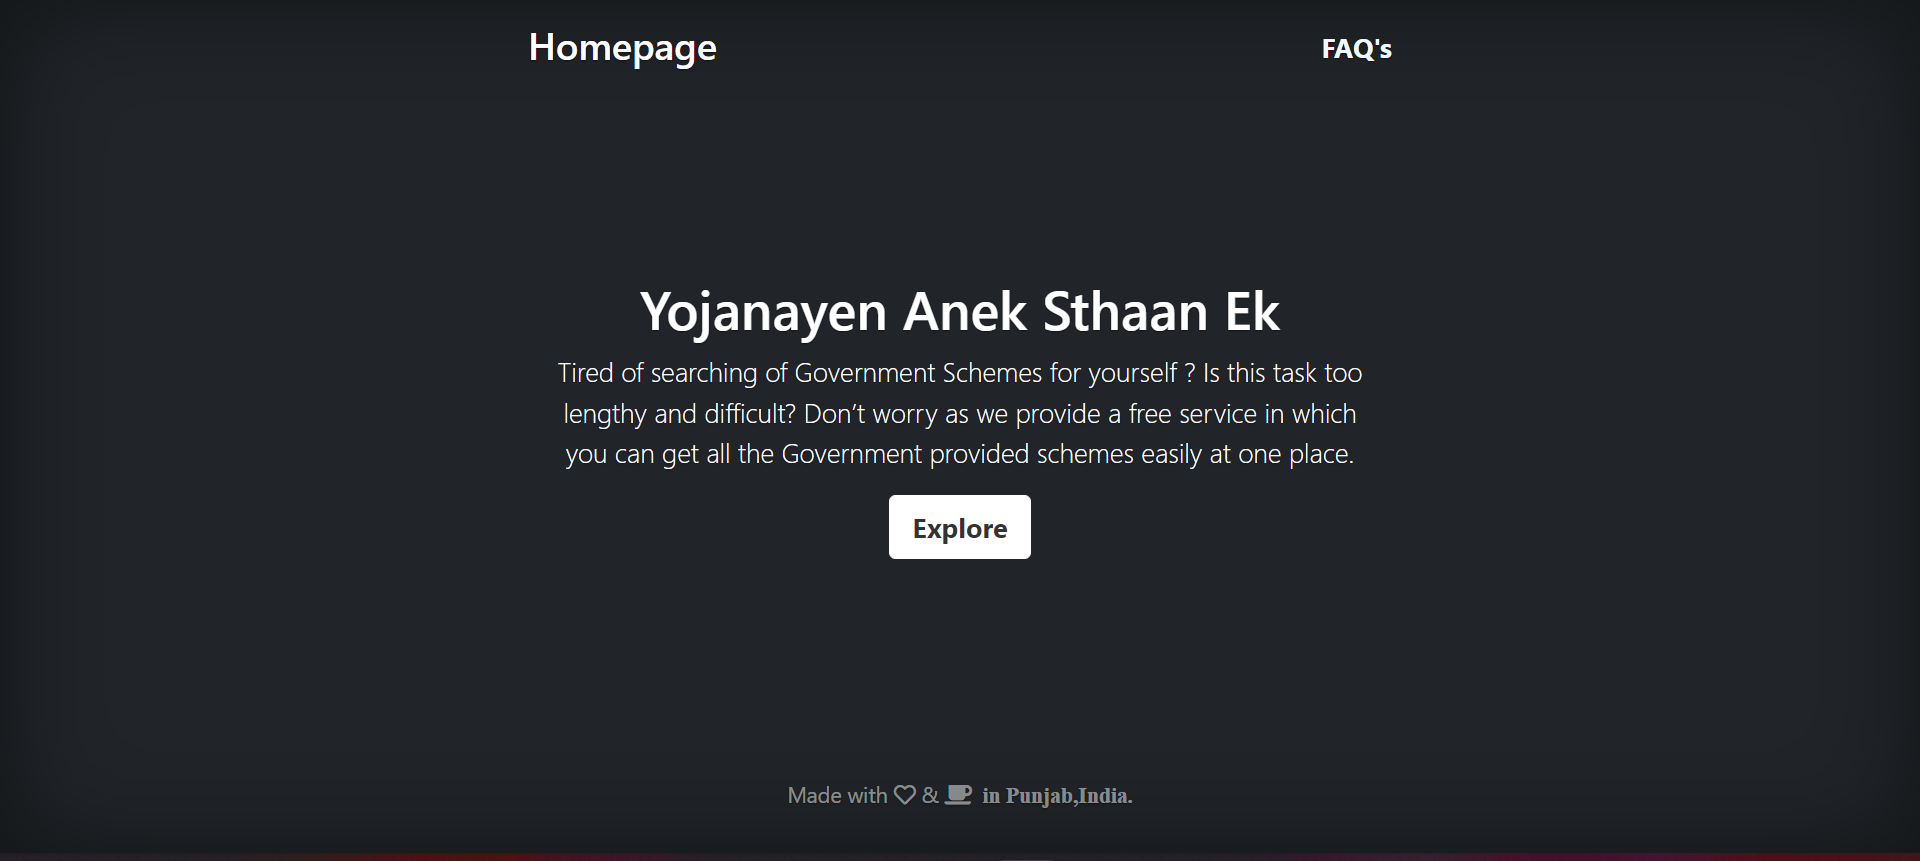 Homepage
FAQ's
Yojanayen Anek Sthaan Ek
Tired of searching of Government Schemes for yourself ? Is this task too
lengthy and difficult? Don’t worry as we provide a free service in which
you can get all the Government provided schemes easily at one place.
Explore
Made with & in Punjab,India.